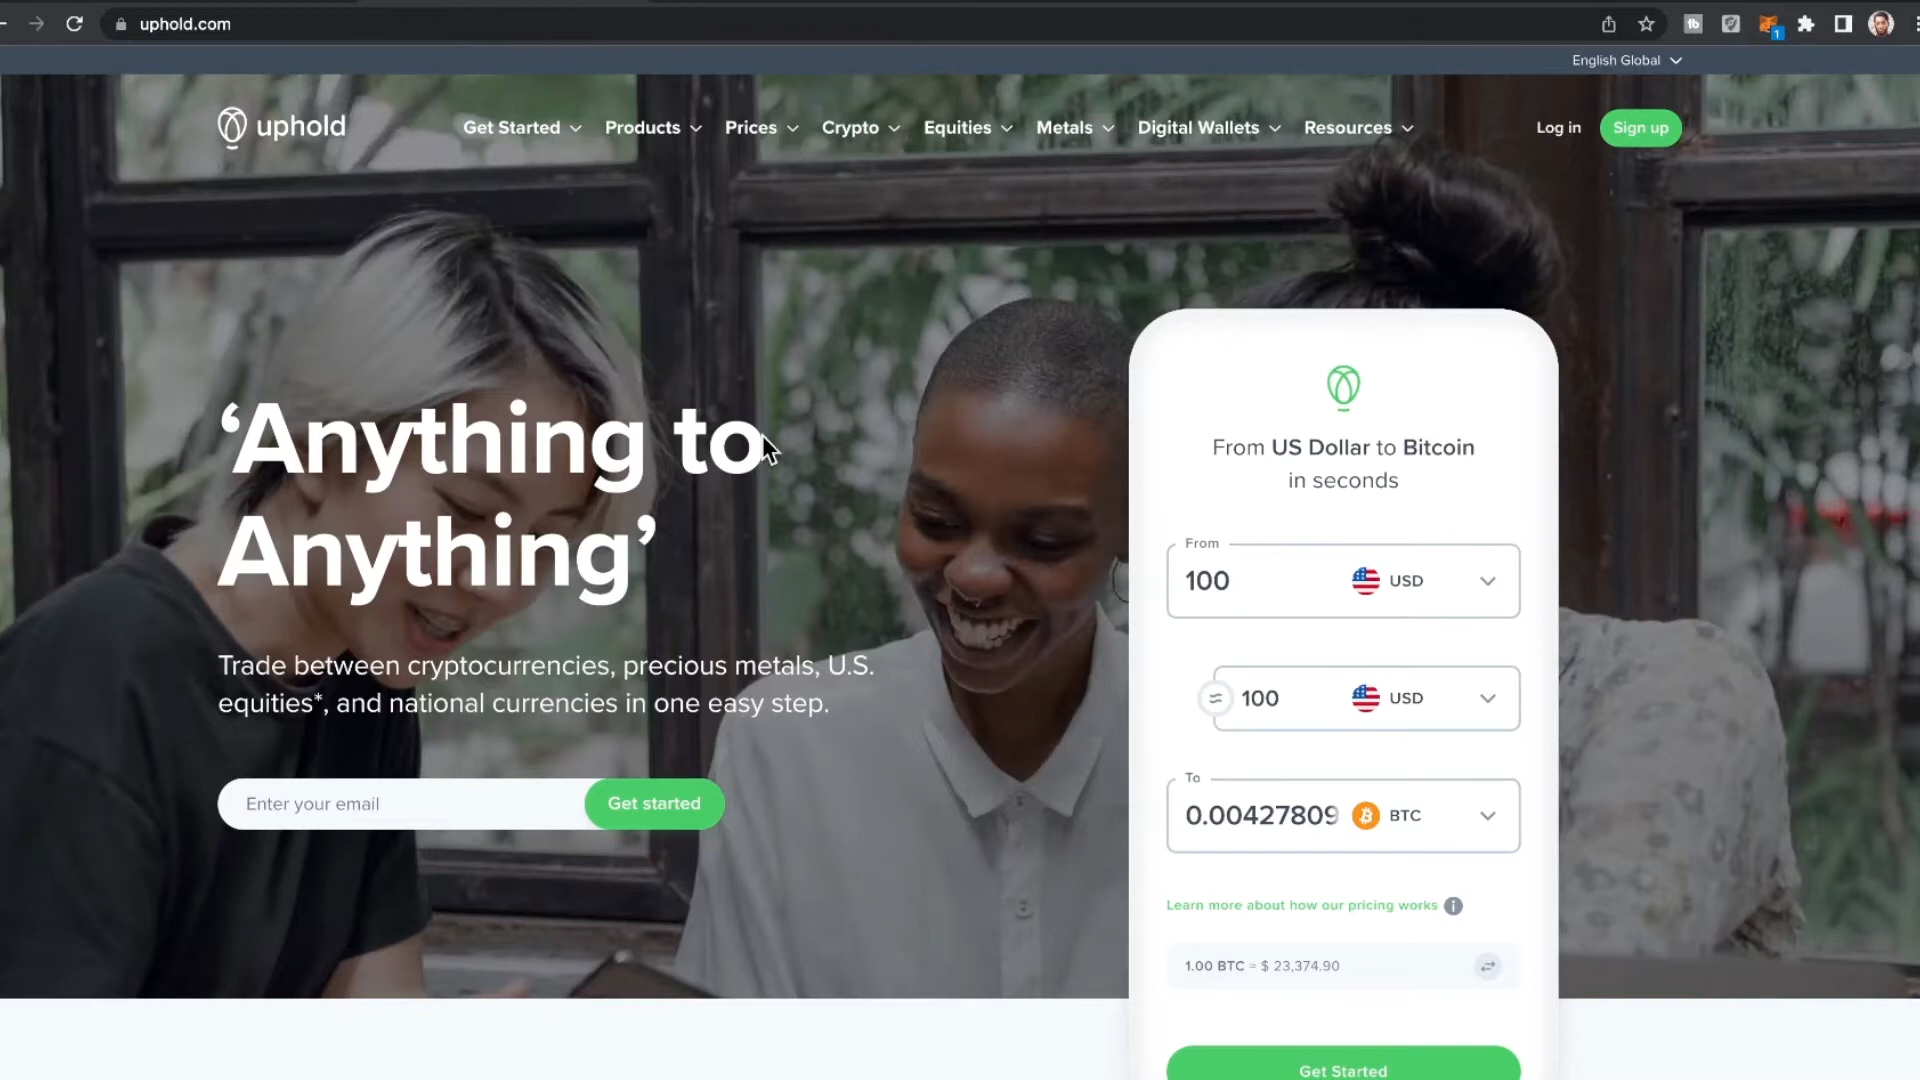 uphold.com
English Global
uphold
Get Started
Products
Prices
Crypto
Equities
Metals
Digital Wallets
Resources
Log in
Sign up
‘Anything to
Anything’
Trade between cryptocurrencies, precious metals, U.S.
equities*, and national currencies in one easy step.
Enter your email
Get started
From US Dollar to Bitcoin
in seconds
From
100
USD
≈
100
USD
To
0.00427809
BTC
Learn more about how our pricing works
1.00 BTC = $ 23,374.90
Get Started
tb
1